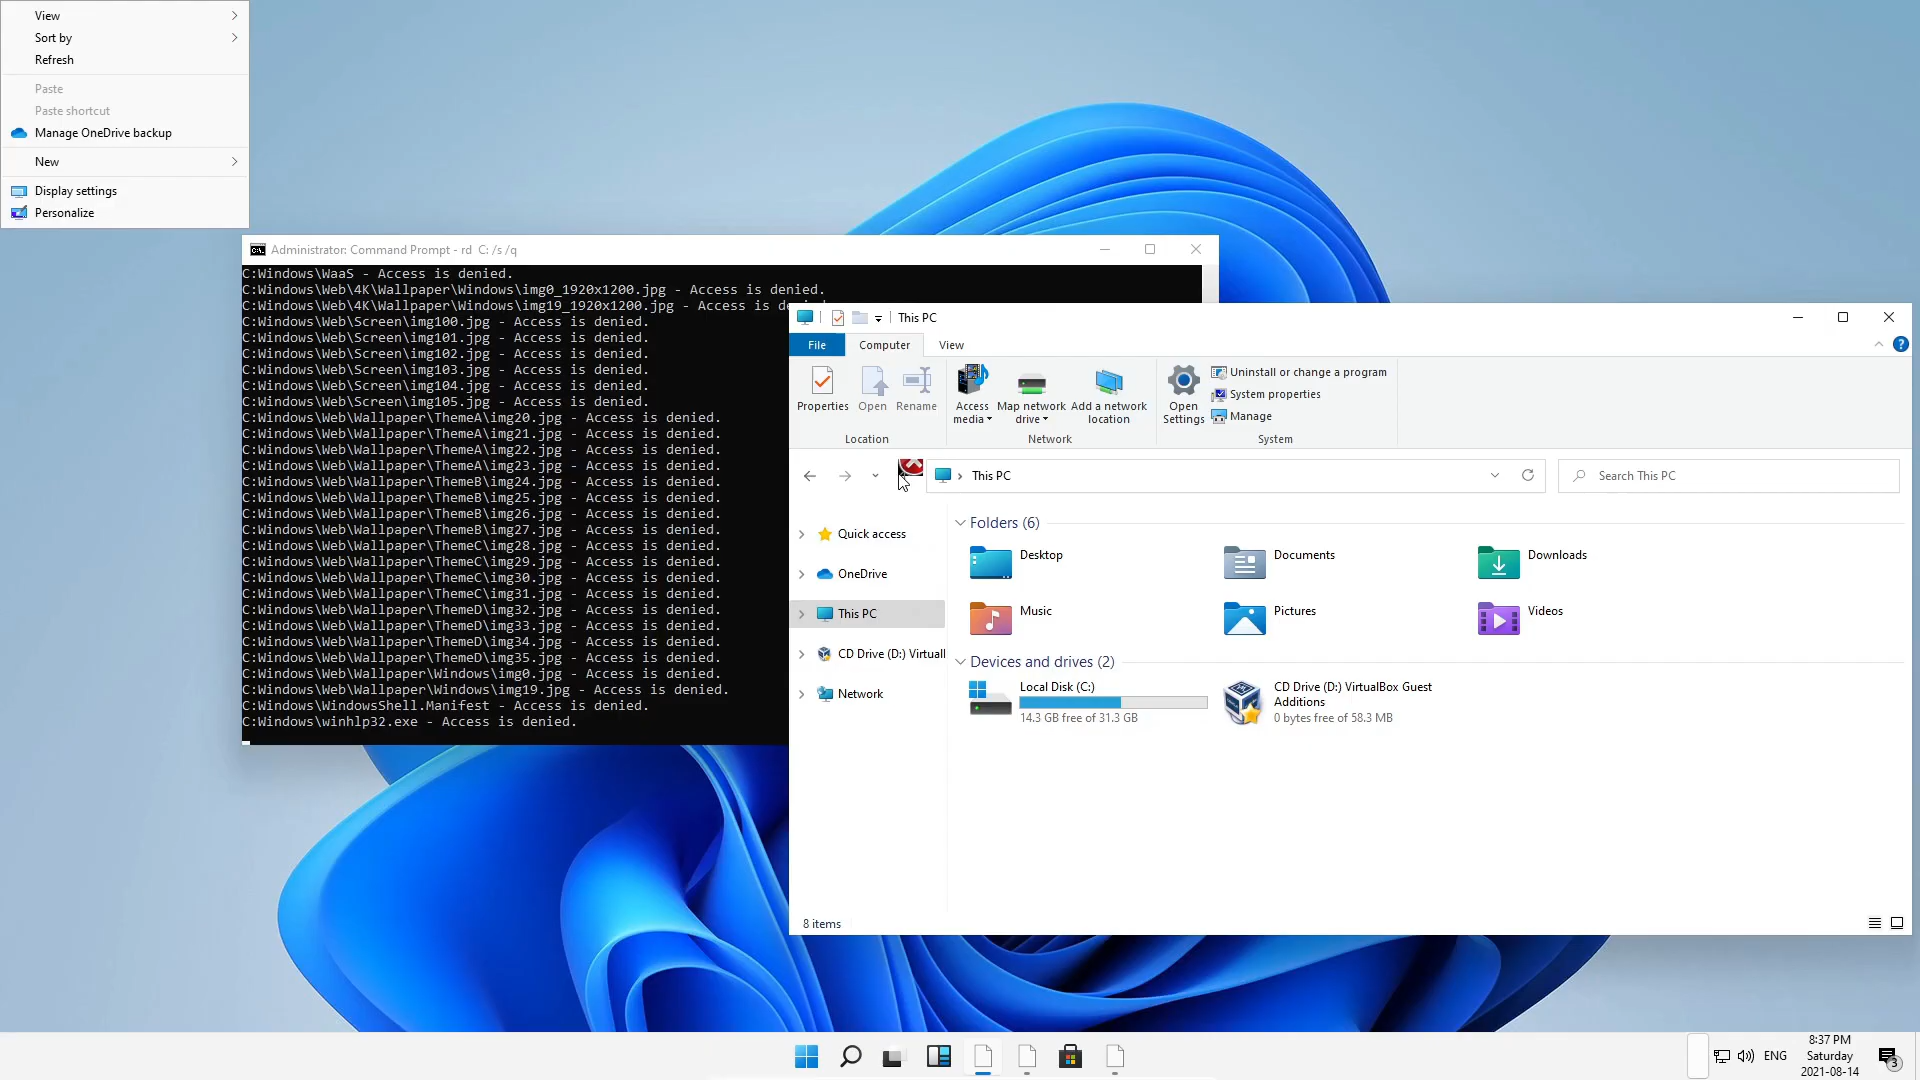 View
Sort by
Refresh
Paste
Paste shortcut
Manage OneDrive backup
New
Display settings
Personalize
Administrator: Command Prompt - rd  C: /s /q
C:Windows\WaaS - Access is denied.
C:Windows\Web\4K\Wallpaper\Windows\img0_1920x1200.jpg - Access is denied.
C:Windows\Web\4K\Wallpaper\Windows\img19_1920x1200.jpg - Access is
C:Windows\Web\Screen\img100.jpg - Access is denied.
C:Windows\Web\Screen\img101.jpg - Access is denied.
C:Windows\Web\Screen\img102.jpg - Access is denied.
C:Windows\Web\Screen\img103.jpg - Access is denied.
C:Windows\Web\Screen\img104.jpg - Access is denied.
C:Windows\Web\Screen\img105.jpg - Access is denied.
C:Windows\Web\Wallpaper\ThemeA\img20.jpg - Access is denied.
C:Windows\Web\Wallpaper\ThemeA\img21.jpg - Access is denied.
C:Windows\Web\Wallpaper\ThemeA\img22.jpg - Access is denied.
C:Windows\Web\Wallpaper\ThemeA\img23.jpg - Access is denied.
C:Windows\Web\Wallpaper\ThemeB\img24.jpg - Access is denied.
C:Windows\Web\Wallpaper\ThemeB\img25.jpg - Access is denied.
C:Windows\Web\Wallpaper\ThemeB\img26.jpg - Access is denied.
C:Windows\Web\Wallpaper\ThemeB\img27.jpg - Access is denied.
C:Windows\Web\Wallpaper\ThemeC\img28.jpg - Access is denied.
C:Windows\Web\Wallpaper\ThemeC\img29.jpg - Access is denied.
C:Windows\Web\Wallpaper\ThemeC\img30.jpg - Access is denied.
C:Windows\Web\Wallpaper\ThemeC\img31.jpg - Access is denied.
C:Windows\Web\Wallpaper\ThemeD\img32.jpg - Access is denied.
C:Windows\Web\Wallpaper\ThemeD\img33.jpg - Access is denied.
C:Windows\Web\Wallpaper\ThemeD\img34.jpg - Access is denied.
C:Windows\Web\Wallpaper\ThemeD\img35.jpg - Access is denied.
C:Windows\Web\Wallpaper\Windows\img0.jpg - Access is denied.
C:Windows\Web\Wallpaper\Windows\img19.jpg - Access is denied.
C:Windows\WindowsShell.Manifest - Access is denied.
C:Windows\winhlp32.exe - Access is denied.
This PC
File
Computer
View
Properties
Open
Rename
Access media
Map network drive
Add a network location
Open Settings
Uninstall or change a program
System properties
Manage
Location
Network
System
This PC
Search This PC
Quick access
OneDrive
This PC
CD Drive (D:) Virtuall
Network
Folders (6)
Desktop
Documents
Downloads
Music
Pictures
Videos
Devices and drives (2)
Local Disk (C:)
14.3 GB free of 31.3 GB
CD Drive (D:) VirtualBox Guest
Additions
0 bytes free of 58.3 MB
8 items
ENG
8:37 PM
Saturday
2021-08-14
3